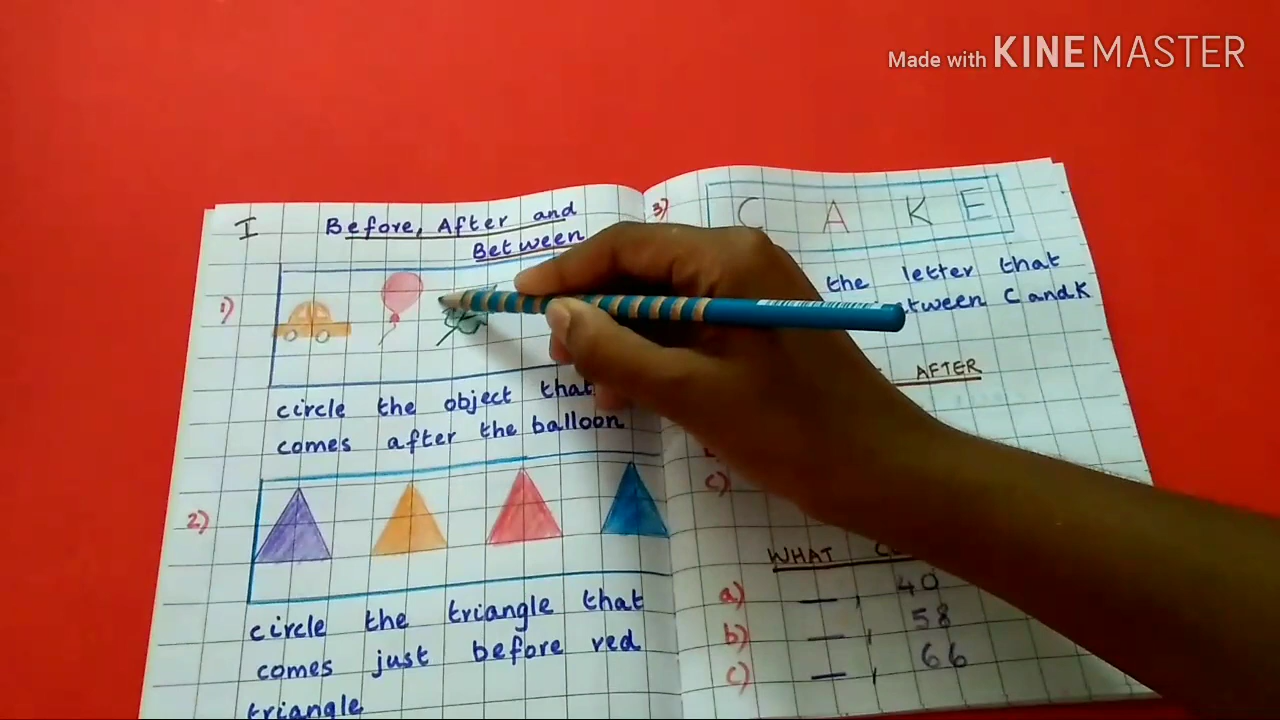 Made with KINEMASTER
I Before, After and
Between
1)
circle the object that
comes after the balloon
2)
circle the triangle that
comes just before red
triangle
3) C A K E
the letter that
C and K
AFTER
c)
WHAT
a) — , 40
b) — , 58
c) — , 66